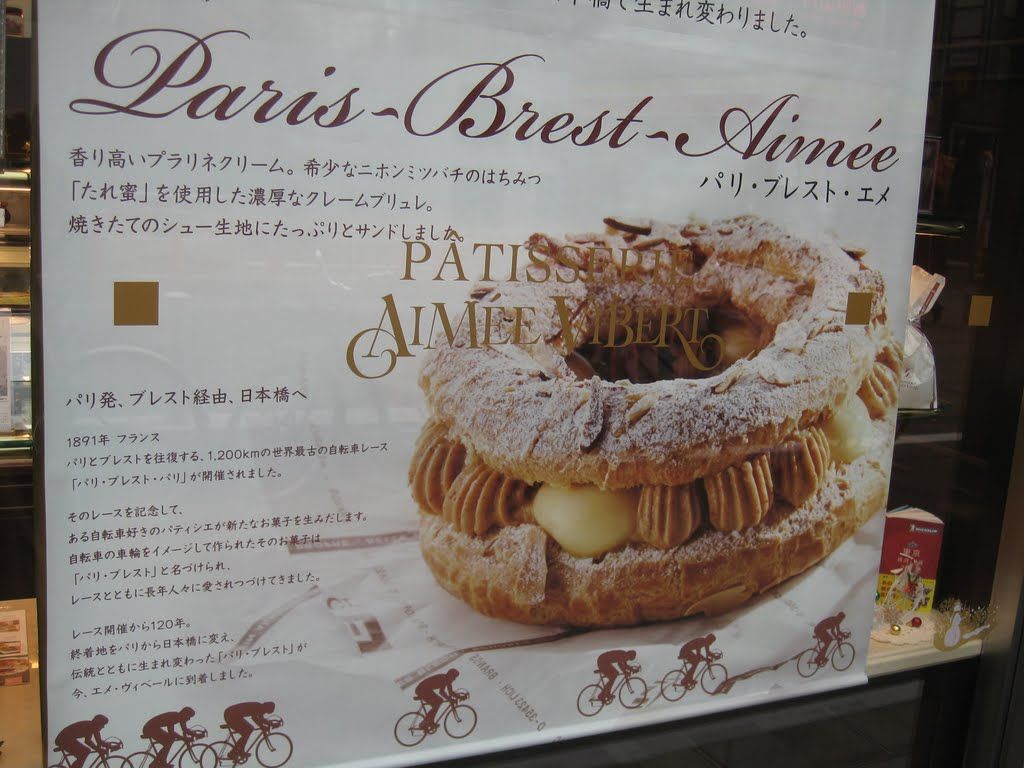 橋で生まれ変わりました。
Paris-Brest-Aimée
パリ・ブレスト・エメ
香り高いプラリネクリーム。希少なニホンミツバチのはちみつ
「たれ蜜」を使用した濃厚なクレームブリュレ。
焼きたてのシュー生地にたっぷりとサンドしました。
PÂTISSERIE
AIMÉE VIBERT
パリ発、ブレスト経由、日本橋へ
1891年 フランス
パリとブレストを往復する、1,200kmの世界最古の自転車レース
「パリ・ブレスト・パリ」が開催されました。
そのレースを記念して、
ある自転車好きのパティシエが新たなお菓子を生みだします。
自転車の車輪をイメージして作られたそのお菓子は
「パリ・ブレスト」と名づけられ、
レースとともに長年人々に愛されつづけてきました。
レース開催から120年。
終着地をパリから日本橋に変え、
伝統とともに生まれ変わった「パリ・ブレスト」が
今、エメ・ヴィベールに到着しました。
MICHELIN
東京